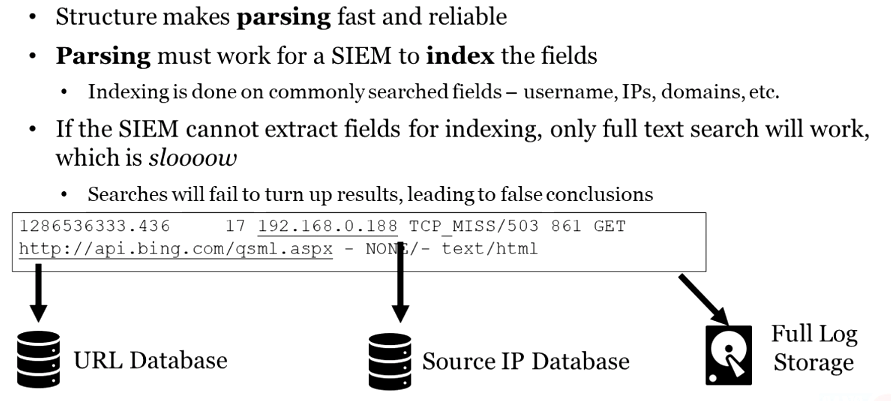 • Structure makes parsing fast and reliable
• Parsing must work for a SIEM to index the fields
• Indexing is done on commonly searched fields – username, IPs, domains, etc.
• If the SIEM cannot extract fields for indexing, only full text search will work,
which is sloooow
• Searches will fail to turn up results, leading to false conclusions
1286536333.436 17 192.168.0.188 TCP_MISS/503 861 GET
http://api.bing.com/qsml.aspx - NONE/- text/html
URL Database
Source IP Database
Full Log
Storage